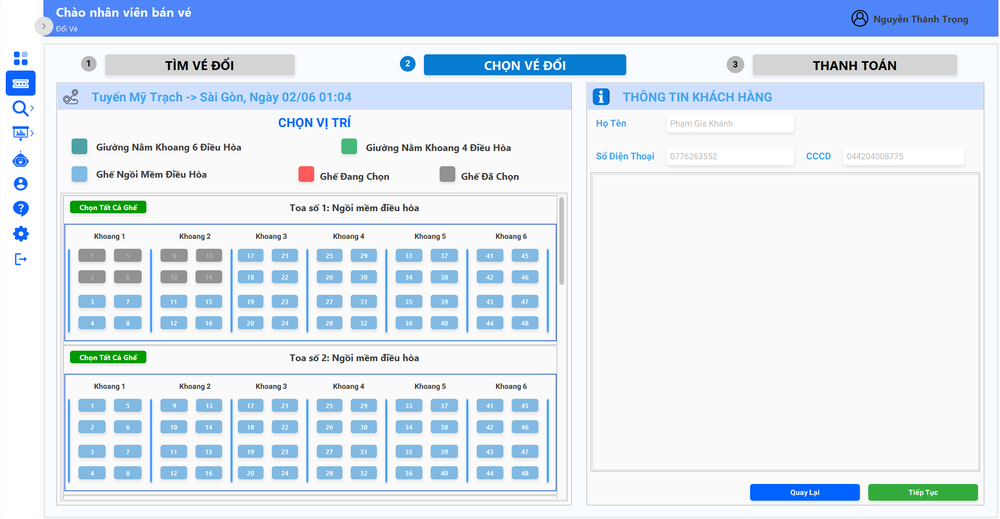 Chào nhân viên bán vé
Đổi Vé
Nguyễn Thành Trọng
1 TÌM VÉ ĐỔI 2 CHỌN VÉ ĐỔI 3 THANH TOÁN
Tuyến Mỹ Trạch -> Sài Gòn, Ngày 02/06 01:04
CHỌN VỊ TRÍ
Giường Nằm Khoang 6 Điều Hòa Giường Nằm Khoang 4 Điều Hòa
Ghế Ngồi Mềm Điều Hòa Ghế Đang Chọn Ghế Đã Chọn
Chọn Tất Cả Ghế Toa số 1: Ngồi mềm điều hòa
Khoang 1 Khoang 2 Khoang 3 Khoang 4 Khoang 5 Khoang 6
1 5 9 13 17 21 25 29 33 37 41 45
2 6 10 14 18 22 26 30 34 38 42 46
3 7 11 15 19 23 27 31 35 39 43 47
4 8 12 16 20 24 28 32 36 40 44 48
Chọn Tất Cả Ghế Toa số 2: Ngồi mềm điều hòa
Khoang 1 Khoang 2 Khoang 3 Khoang 4 Khoang 5 Khoang 6
1 5 9 13 17 21 25 29 33 37 41 45
2 6 10 14 18 22 26 30 34 38 42 46
3 7 11 15 19 23 27 31 35 39 43 47
4 8 12 16 20 24 28 32 36 40 44 48
THÔNG TIN KHÁCH HÀNG
Họ Tên Phạm Gia Khánh
Số Điện Thoại 0776263552 CCCD 044204008775
Quay Lại Tiếp Tục